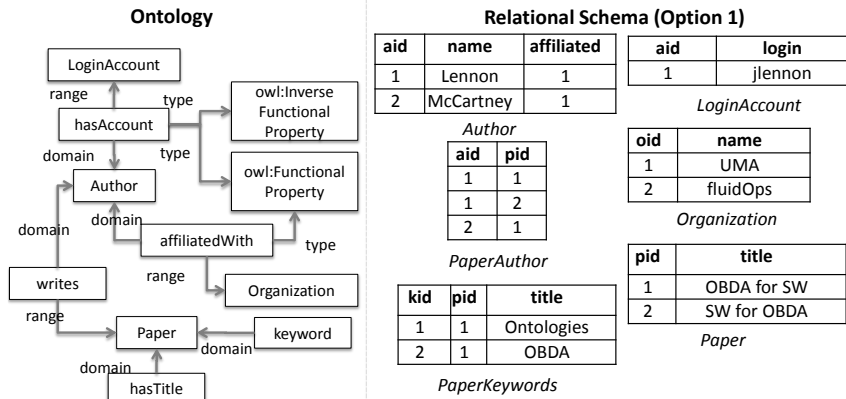 Ontology
LoginAccount
range
type
hasAccount
owl:Inverse
Functional
Property
type
domain
Author
owl:Functional
Property
domain
domain
affiliatedWith
type
range
writes
Organization
range
Paper
keyword
domain
domain
hasTitle
Relational Schema (Option 1)
aid name affiliated
1 Lennon 1
2 McCartney 1
Author
aid login
1 jlennon
LoginAccount
aid pid
1 1
1 2
2 1
PaperAuthor
oid name
1 UMA
2 fluidOps
Organization
kid pid title
1 1 Ontologies
2 1 OBDA
PaperKeywords
pid title
1 OBDA for SW
2 SW for OBDA
Paper